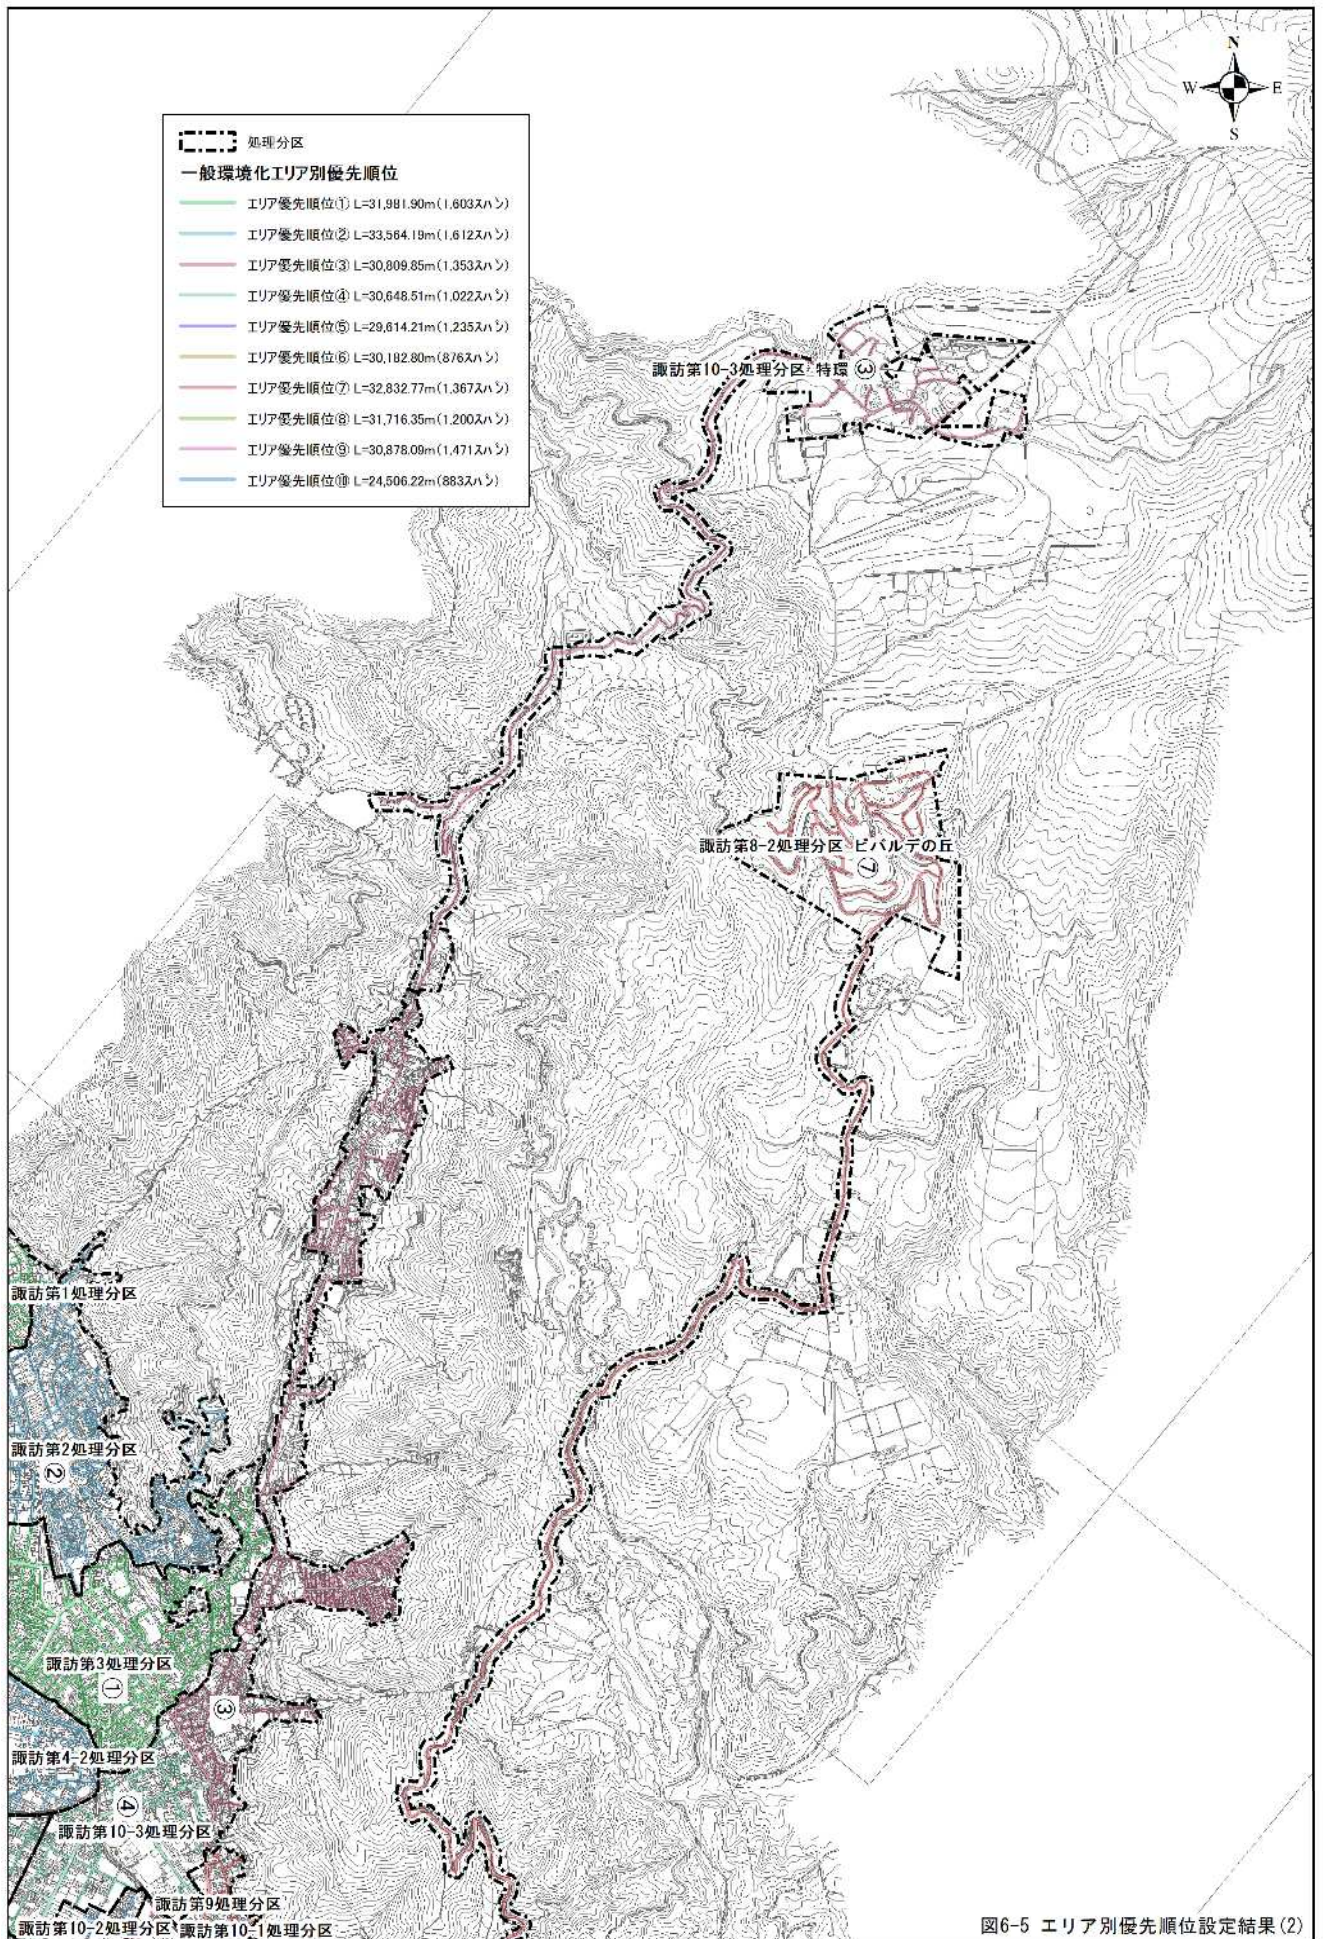 N
W E
S
処理分区
一般環境化エリア別優先順位
エリア優先順位① L=31,981.90m(1,603スパン)
エリア優先順位② L=33,564.19m(1,612スパン)
エリア優先順位③ L=30,809.85m(1,353スパン)
エリア優先順位④ L=30,648.51m(1,022スパン)
エリア優先順位⑤ L=29,614.21m(1,235スパン)
エリア優先順位⑥ L=30,182.80m(876スパン)
エリア優先順位⑦ L=32,832.77m(1,367スパン)
エリア優先順位⑧ L=31,716.35m(1,200スパン)
エリア優先順位⑨ L=30,878.09m(1,471スパン)
エリア優先順位⑩ L=24,506.22m(883スパン)
諏訪第10-3処理分区 特環 ③
諏訪第8-2処理分区 ビバルデの丘
⑦
諏訪第1処理分区
諏訪第2処理分区
②
諏訪第3処理分区
①
③
諏訪第4-2処理分区
④
諏訪第10-3処理分区
諏訪第9処理分区
諏訪第10-2処理分区 諏訪第10-1処理分区
図6-5 エリア別優先順位設定結果(2)